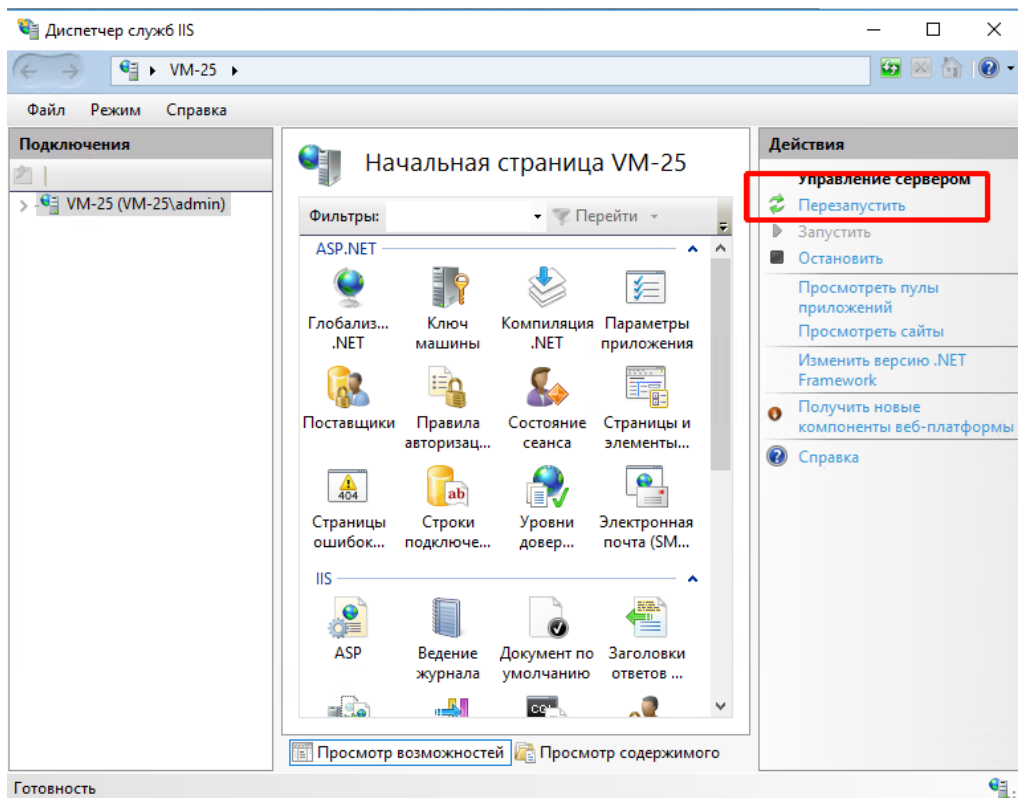 Диспетчер служб IIS
VM-25
Файл Режим Справка
Подключения
VM-25 (VM-25\admin)
Начальная страница VM-25
Фильтры: Перейти
ASP.NET
Глобализ...
.NET
Ключ
машины
Компиляция
.NET
Параметры
приложения
Поставщики
Правила
авторизац...
Состояние
сеанса
Страницы и
элементы...
404
Страницы
ошибок...
ab
Строки
подключе...
Уровни
довер...
Электронная
почта (SM...
IIS
ASP
Ведение
журнала
Документ по
умолчанию
Заголовки
ответов ...
Просмотр возможностей
Просмотр содержимого
Действия
Управление сервером
Перезапустить
Запустить
Остановить
Просмотреть пулы
приложений
Просмотреть сайты
Изменить версию .NET
Framework
Получить новые
компоненты веб-платформы
Справка
Готовность